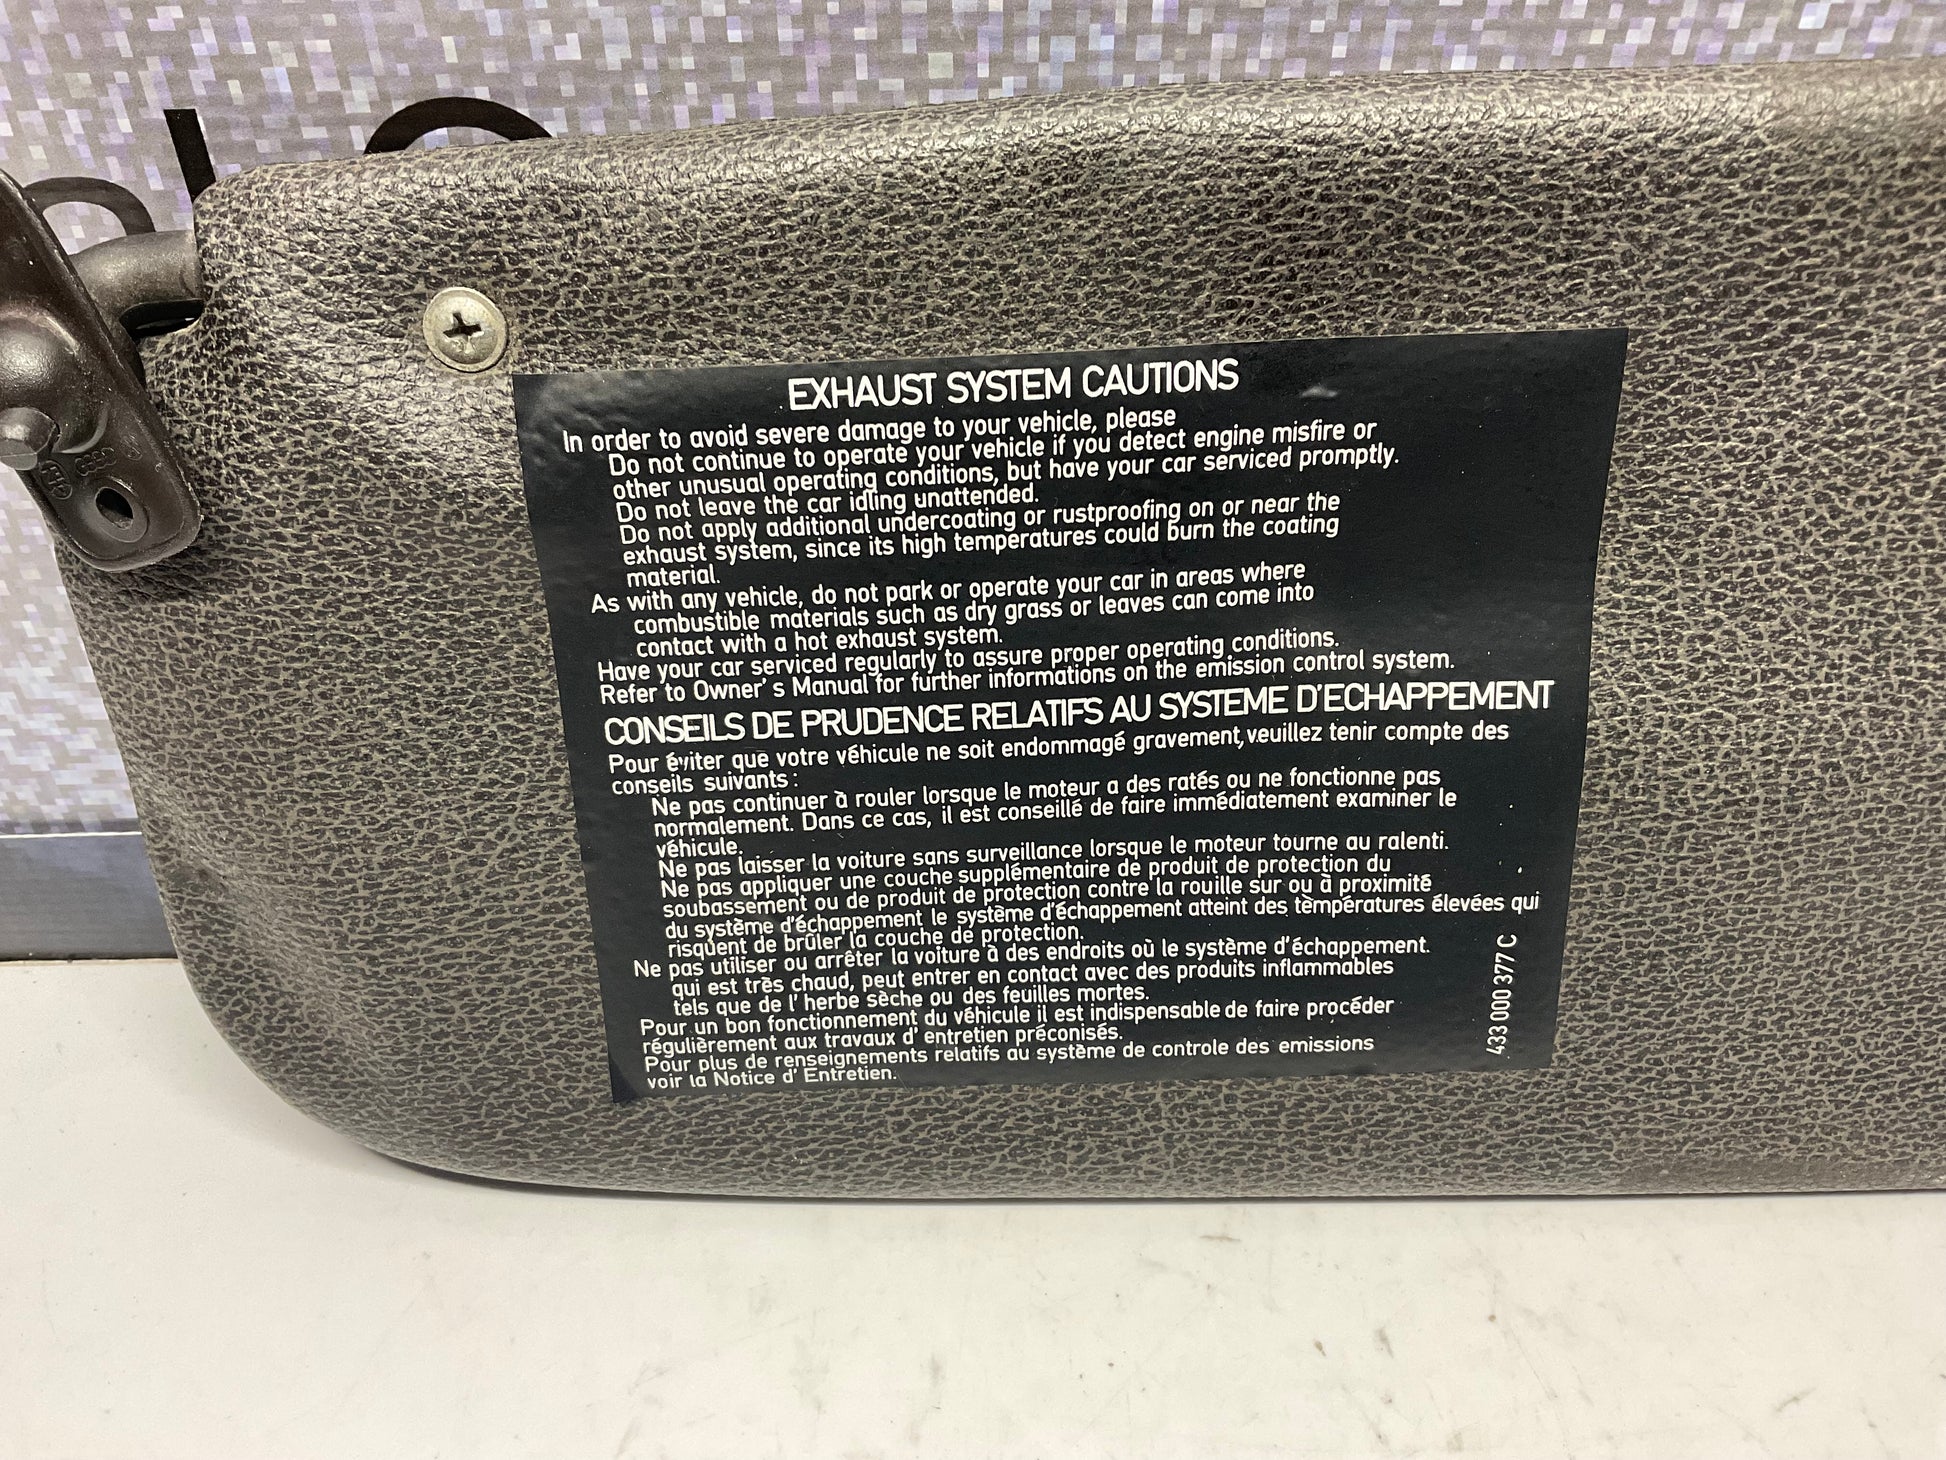 EXHAUST SYSTEM CAUTIONS
In order to avoid severe damage to your vehicle, please
Do not continue to operate your vehicle if you detect engine misfire or
other unusual operating conditions, but have your car serviced promptly.
Do not leave the car idling unattended.
Do not apply additional undercoating or rustproofing on or near the
exhaust system, since its high temperatures could burn the coating
material.
As with any vehicle, do not park or operate your car in areas where
combustible materials such as dry grass or leaves can come into
contact with a hot exhaust system.
Have your car serviced regularly to assure proper operating conditions.
Refer to Owner's Manual for further informations on the emission control system.
CONSEILS DE PRUDENCE RELATIFS AU SYSTEME D'ECHAPPEMENT
Pour éviter que votre véhicule ne soit endommagé gravement, veuillez tenir compte des
conseils suivants:
Ne pas continuer à rouler lorsque le moteur a des ratés ou ne fonctionne pas
normalement. Dans ce cas, il est conseillé de faire immédiatement examiner le
véhicule.
Ne pas laisser la voiture sans surveillance lorsque le moteur tourne au ralenti.
Ne pas appliquer une couche supplémentaire de produit de protection du
soubassement ou de produit de protection contre la rouille sur ou à proximité
du système d'échappement le système d'échappement atteint des tèmpératures élevées qui
risquent de brûler la couche de protection.
Ne pas utiliser ou arrêter la voiture à des endroits où le système d'échappement.
qui est très chaud, peut entrer en contact avec des produits inflammables
tels que de l'herbe sèche ou des feuilles mortes.
Pour un bon fonctionnement du véhicule il est indispensable de faire procéder
régulièrement aux travaux d'entretien préconisés.
Pour plus de renseignements relatifs au système de controle des emissions
voir la Notice d'Entretien.
433 000 377 C